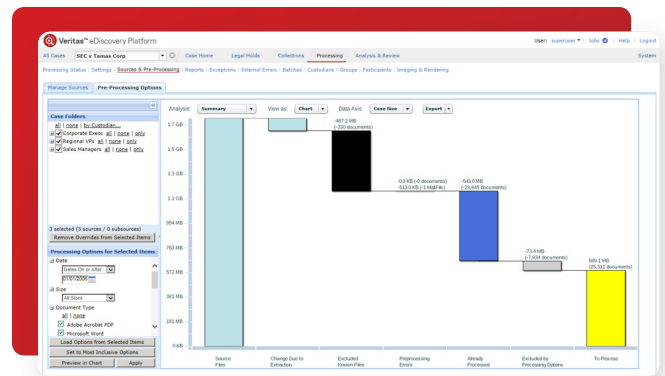 Veritas™ eDiscovery Platform
User: superuser | Jobs | Help | Logout
All Cases SEC v Tamas Corp Case Home Legal Holds Collections Processing Analysis & Review System
Processing Status | Settings | Sources & Pre-Processing | Reports | Exceptions | Internal Errors | Batches | Custodians | Groups | Participants | Imaging & Rendering
Manage Sources Pre-Processing Options
Analysis: Summary View as: Chart Data Axis: Case Size Export
Case Folders
all | none | by Custodian...
Corporate Execs all | none | only
Regional VPs all | none | only
Sales Managers all | none | only
3 selected (3 sources / 0 subsources)
Remove Overrides from Selected Items
Processing Options for Selected Items
Date
Dates On or After
Size
All Sizes
Document Type
all | none
Adobe Acrobat PDF
Microsoft Word
Load Options from Selected Items
Set to Most Inclusive Options
Preview in Chart Apply
1.7 GB
1.5 GB
1.3 GB
1.1 GB
954 MB
763 MB
572 MB
381 MB
191 MB
0 KB
-467.2 MB
(-330 documents)
-0.0 KB (-0 documents)
-513.0 KB (-1 MailFile)
-543.0 MB
(-20,845 documents)
-73.4 MB
(-7,934 documents)
589.1 MB
(25,311 documents)
Source Files
Change Due to Extraction
Excluded Known Files
Preprocessing Errors
Already Processed
Excluded by Processing Options
To Process